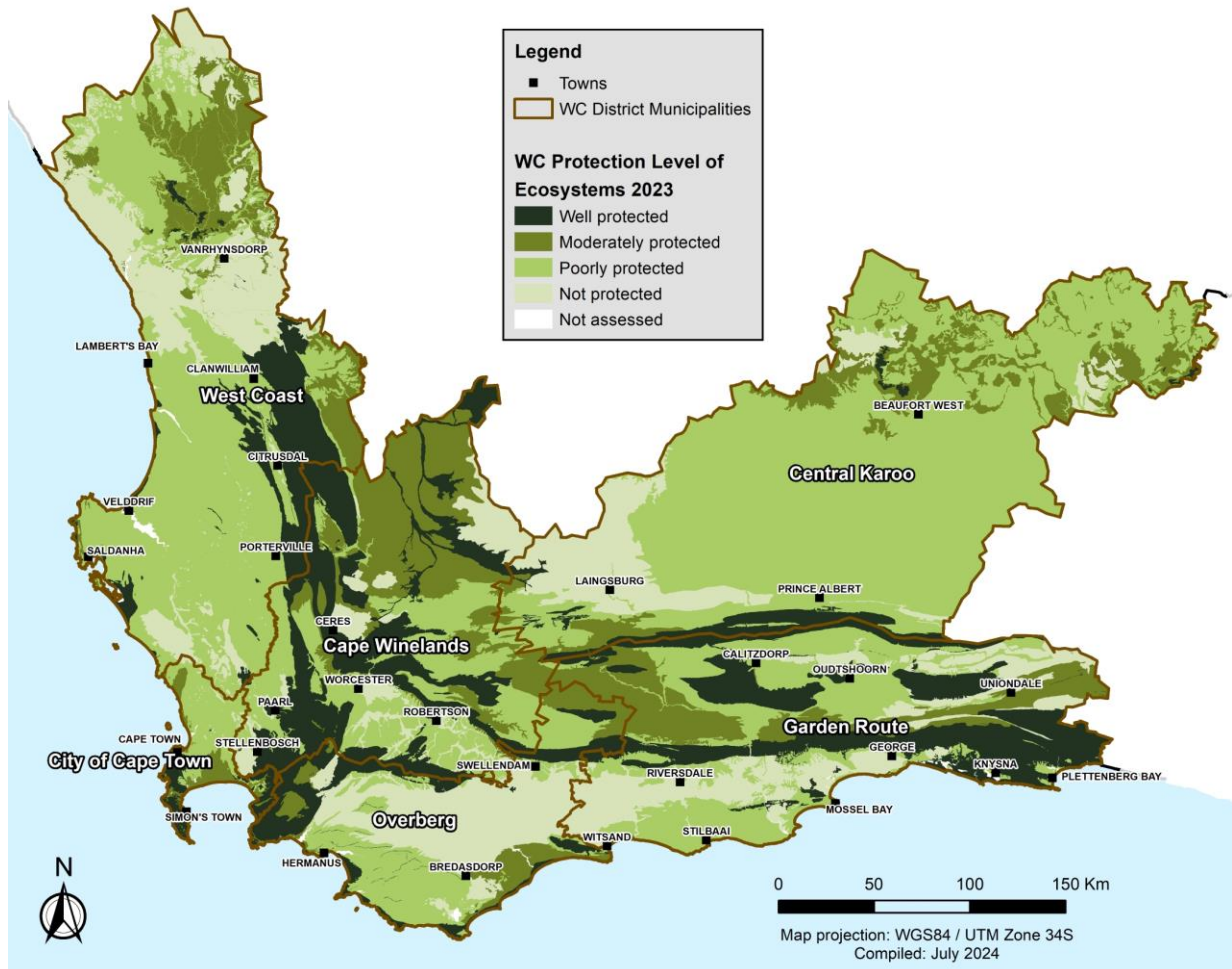 Legend
Towns
WC District Municipalities
WC Protection Level of
Ecosystems 2023
Well protected
Moderately protected
Poorly protected
Not protected
Not assessed
VANRHYNSDORP
LAMBERT'S BAY
CLANWILLIAM
West Coast
BEAUFORT WEST
CITRUSDAL
Central Karoo
VELDDRIF
SALDANHA
PORTERVILLE
LAINGSBURG
PRINCE ALBERT
CERES
Cape Winelands
CALITZDORP
OUDTSHOORN
WORCESTER
UNIONDALE
PAARL
ROBERTSON
Garden Route
CAPE TOWN
STELLENBOSCH
GEORGE
City of Cape Town
SWELLENDAM
RIVERSDALE
KNYSNA
PLETTENBERG BAY
SIMON'S TOWN
Overberg
MOSSEL BAY
WITSAND
STILBAAI
HERMANUS
BREDASDORP
N
0 50 100 150 Km
Map projection: WGS84 / UTM Zone 34S
Compiled: July 2024